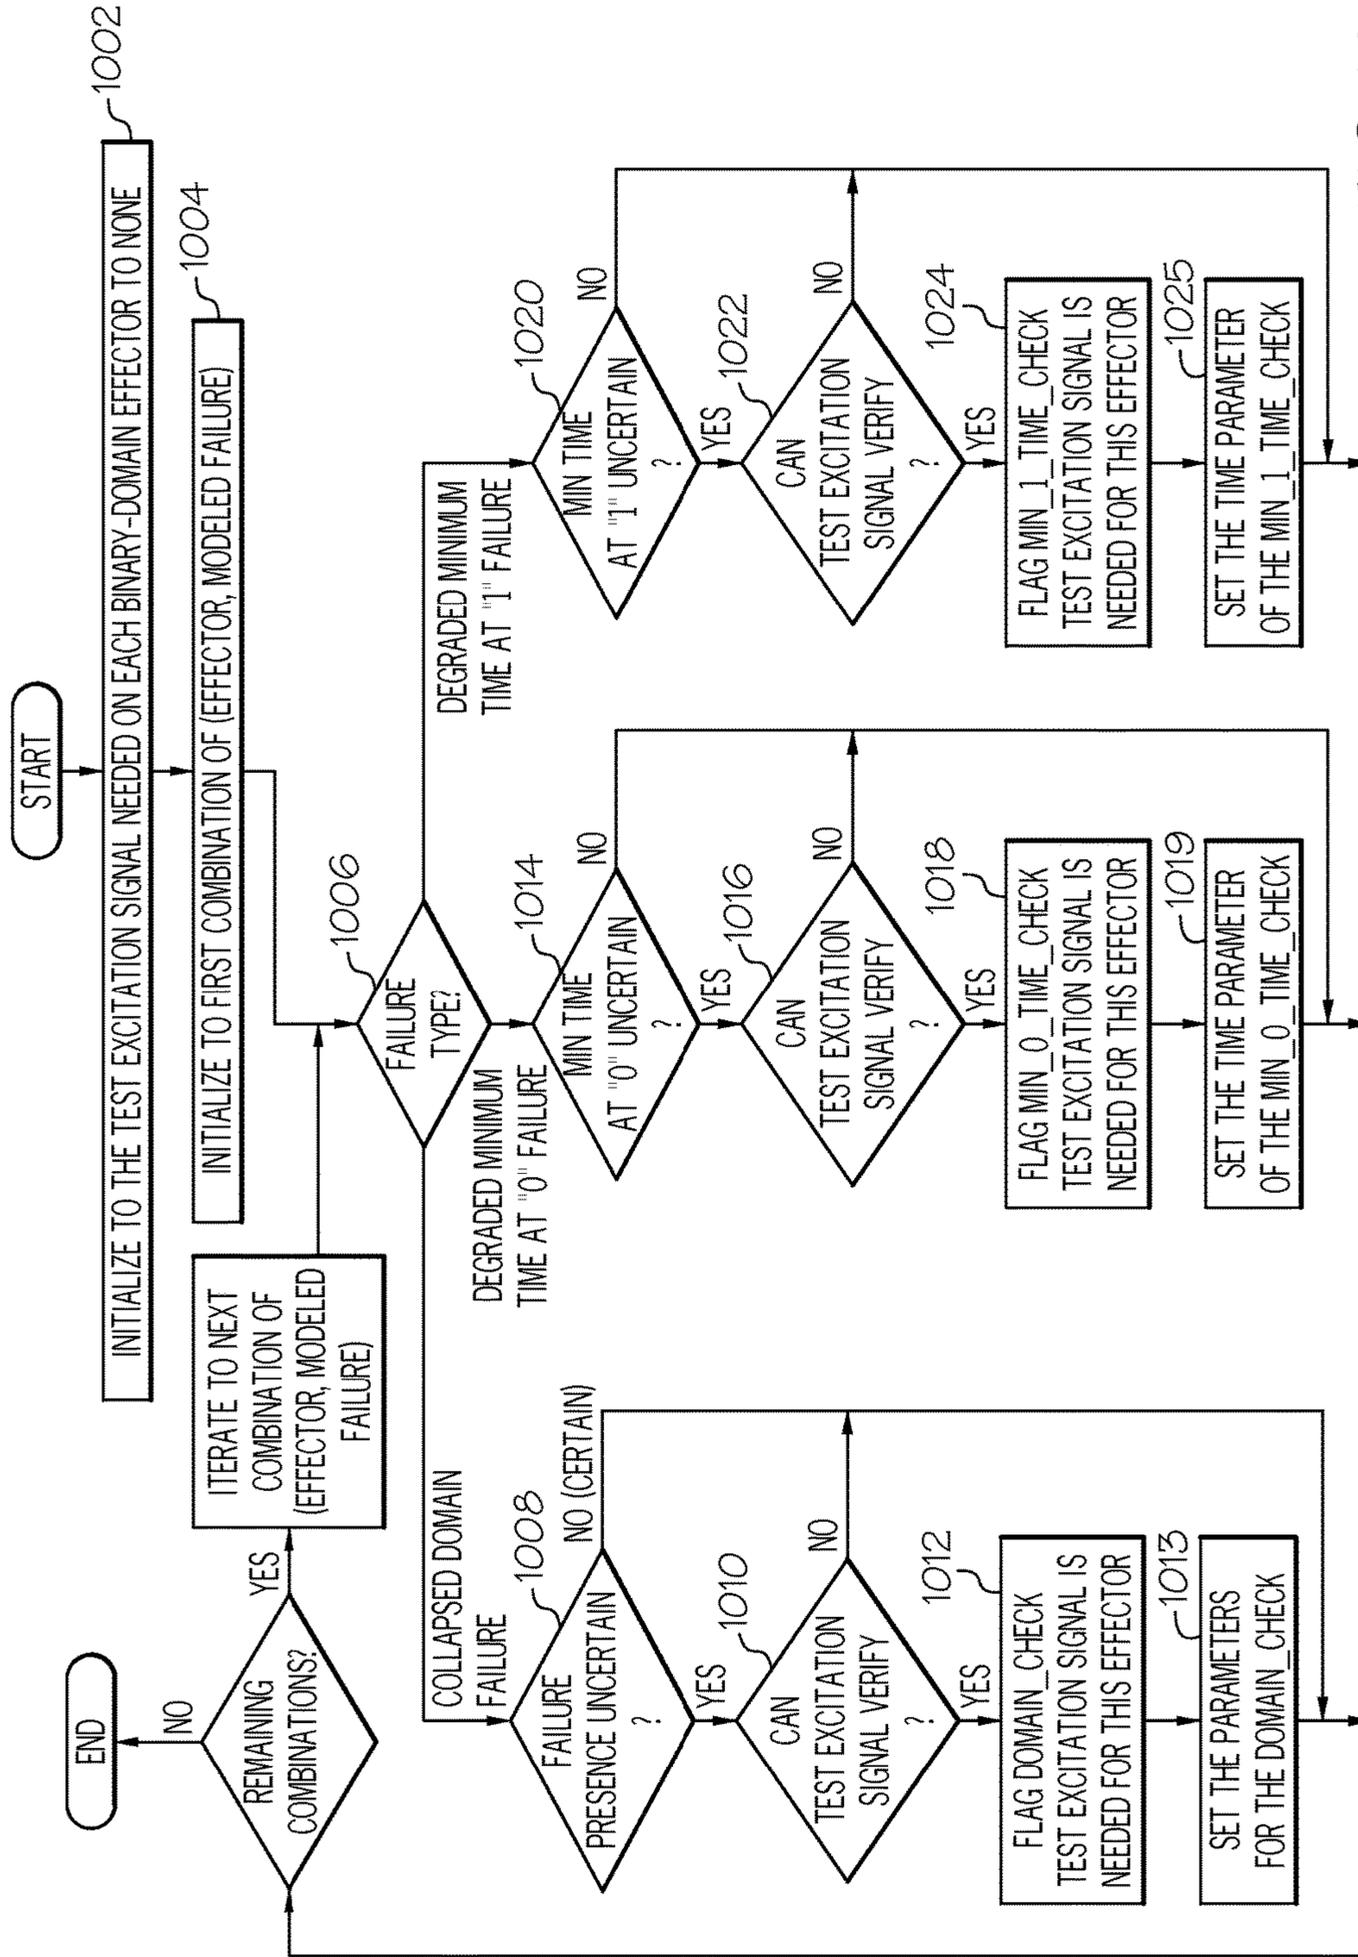 START
INITIALIZE TO THE TEST EXCITATION SIGNAL NEEDED ON EACH BINARY-DOMAIN EFFECTOR TO NONE
1002
INITIALIZE TO FIRST COMBINATION OF (EFFECTOR, MODELED FAILURE)
1004
END
NO
REMAINING
COMBINATIONS?
YES
ITERATE TO NEXT
COMBINATION OF
(EFFECTOR, MODELED
FAILURE)
FAILURE
TYPE?
1006
COLLAPSED DOMAIN
FAILURE
FAILURE
PRESENCE UNCERTAIN
?
1008
NO (CERTAIN)
YES
CAN
TEST EXCITATION
SIGNAL VERIFY
?
1010
NO
YES
FLAG DOMAIN_CHECK
TEST EXCITATION SIGNAL IS
NEEDED FOR THIS EFFECTOR
1012
SET THE PARAMETERS
FOR THE DOMAIN_CHECK
1013
DEGRADED MINIMUM
TIME AT "0" FAILURE
MIN TIME
AT "0" UNCERTAIN
?
1014
NO
YES
CAN
TEST EXCITATION
SIGNAL VERIFY
?
1016
NO
YES
FLAG MIN_0_TIME_CHECK
TEST EXCITATION SIGNAL IS
NEEDED FOR THIS EFFECTOR
1018
SET THE TIME PARAMETER
OF THE MIN_0_TIME_CHECK
1019
DEGRADED MINIMUM
TIME AT "1" FAILURE
MIN TIME
AT "1" UNCERTAIN
?
1020
NO
YES
CAN
TEST EXCITATION
SIGNAL VERIFY
?
1022
NO
YES
FLAG MIN_1_TIME_CHECK
TEST EXCITATION SIGNAL IS
NEEDED FOR THIS EFFECTOR
1024
SET THE TIME PARAMETER
OF THE MIN_1_TIME_CHECK
1025